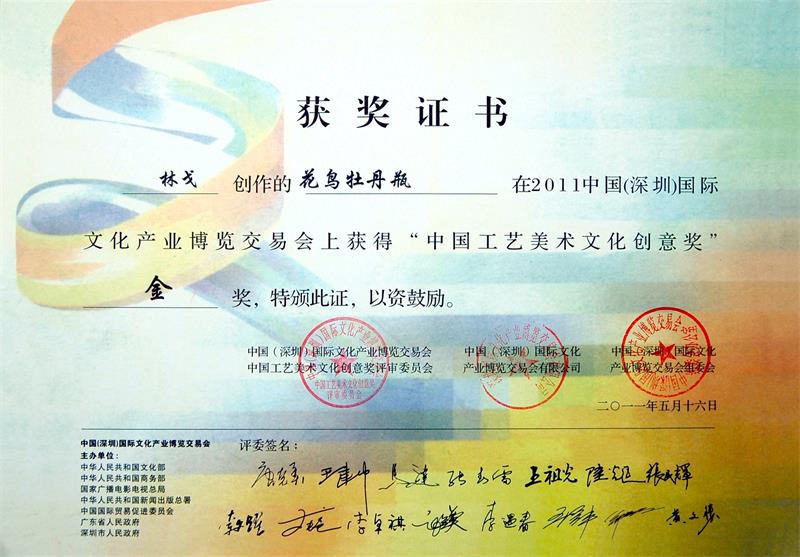 获奖证书
林戈 创作的 花鸟牡丹瓶 在2011中国(深圳)国际
文化产业博览交易会上获得“中国工艺美术文化创意奖”
金 奖，特颁此证，以资鼓励。
中国（深圳）国际文化产业博览交易会
中国工艺美术文化创意奖评审委员会
中国（深圳）国际文化
产业博览交易会有限公司
中国（深圳）国际文化
产业博览交易会组委会
二〇一一年五月十六日
中国(深圳)国际文化产业博览交易会
主办单位：
中华人民共和国文化部
中华人民共和国商务部
国家广播电影电视总局
中华人民共和国新闻出版总署
中国国际贸易促进委员会
广东省人民政府
深圳市人民政府
评委签名：
王祖光
李卓祺 李遇春